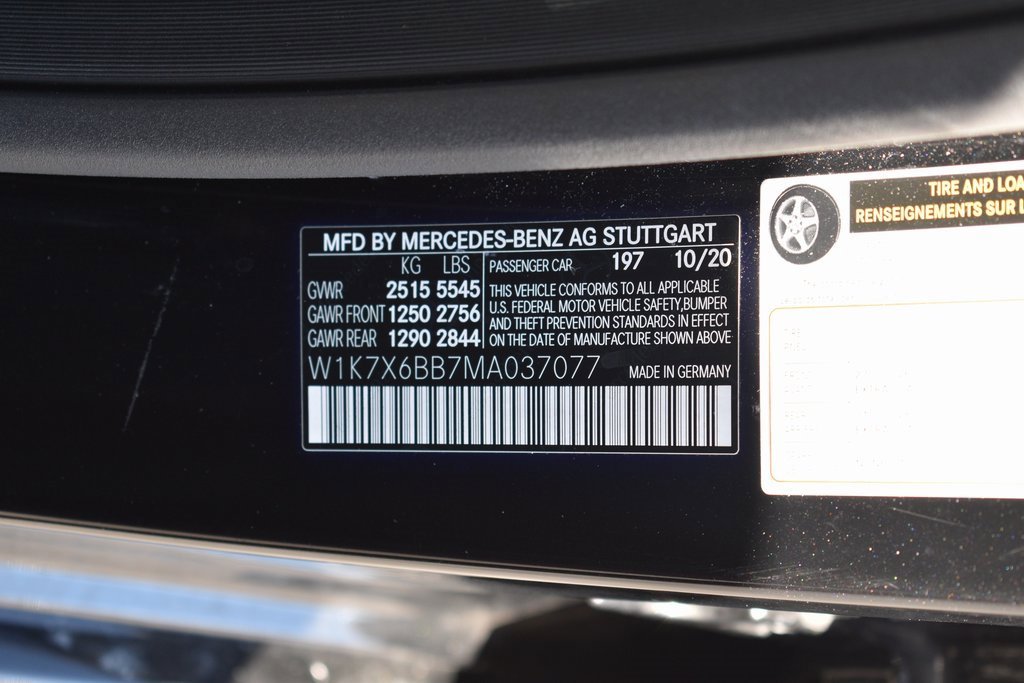 MFD BY MERCEDES-BENZ AG STUTTGART
KG LBS
PASSENGER CAR 197 10/20
GVWR 2515 5545
GAWR FRONT 1250 2756
GAWR REAR 1290 2844
THIS VEHICLE CONFORMS TO ALL APPLICABLE
U.S. FEDERAL MOTOR VEHICLE SAFETY,BUMPER
AND THEFT PREVENTION STANDARDS IN EFFECT
ON THE DATE OF MANUFACTURE SHOWN ABOVE
W1K7X6BB7MA037077 MADE IN GERMANY
TIRE AND LOA
RENSEIGNEMENTS SUR L